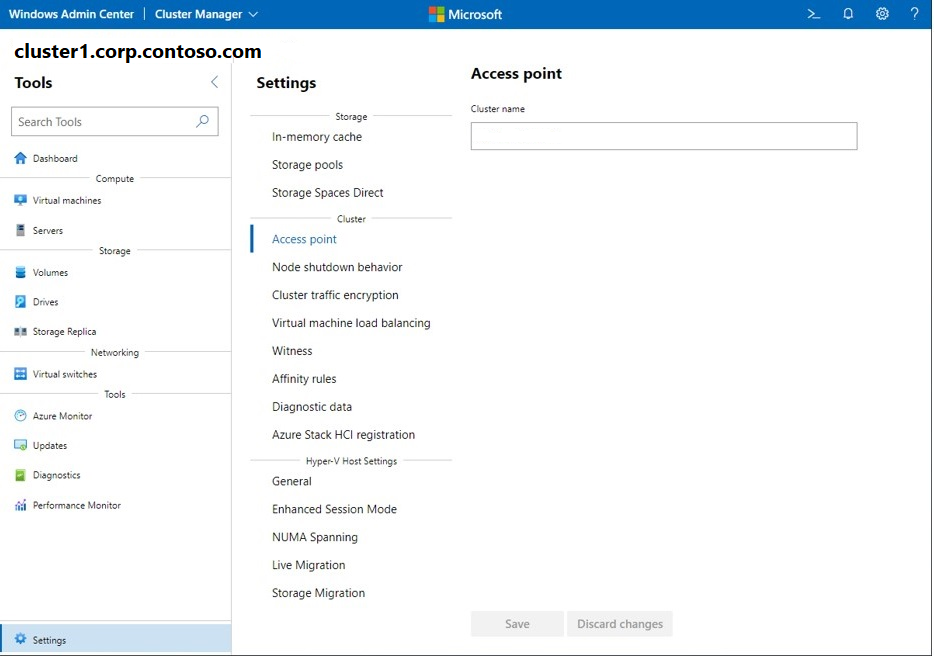 Windows Admin Center | Cluster Manager
Microsoft
>_
?
cluster1.corp.contoso.com
Tools
Search Tools
Dashboard
Compute
Virtual machines
Servers
Storage
Volumes
Drives
Storage Replica
Networking
Virtual switches
Tools
Azure Monitor
Updates
Diagnostics
Performance Monitor
Settings
Settings
Storage
In-memory cache
Storage pools
Storage Spaces Direct
Cluster
Access point
Node shutdown behavior
Cluster traffic encryption
Virtual machine load balancing
Witness
Affinity rules
Diagnostic data
Azure Stack HCI registration
Hyper-V Host Settings
General
Enhanced Session Mode
NUMA Spanning
Live Migration
Storage Migration
Access point
Cluster name
Save
Discard changes